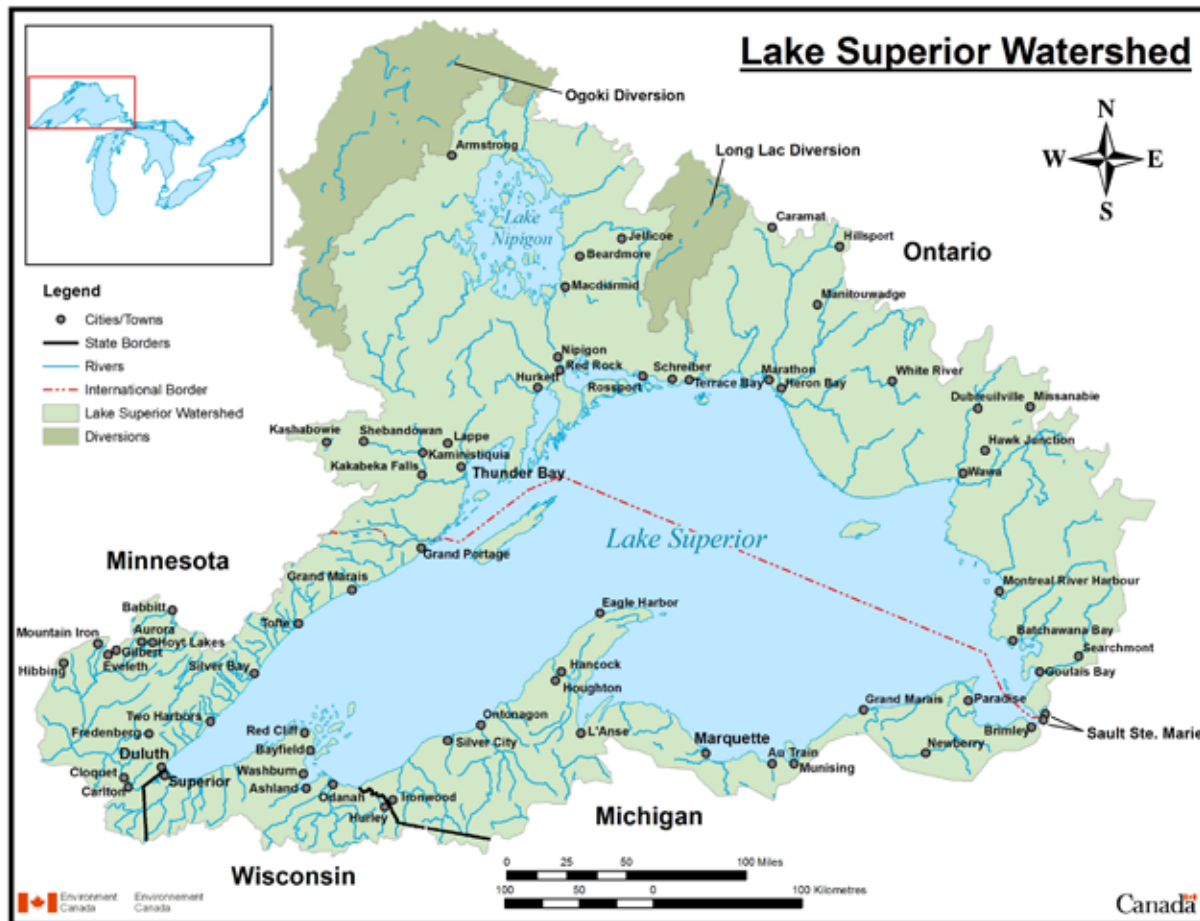 Lake Superior Watershed
N
W E
S
Ogoki Diversion
Armstrong
Long Lac Diversion
Lake
Nipigon
Caramat
Jellicoe
Hillsport
Beardmore
Ontario
Macdiarmid
Manitouwadge
Legend
Cities/Towns
State Borders
Rivers
International Border
Lake Superior Watershed
Diversions
Nipigon
Red Rock
Hurkett
Rossport
Schreiber
Terrace Bay
Marathon
Heron Bay
White River
Dubreuilville
Missanabie
Kashabowie
Shebandowan
Lappe
Kaministiquia
Kakabeka Falls
Thunder Bay
Hawk Junction
Wawa
Lake Superior
Grand Portage
Minnesota
Grand Marais
Montreal River Harbour
Babbitt
Eagle Harbor
Tofte
Mountain Iron
Aurora
Hoyt Lakes
Gilbert
Eveleth
Hibbing
Silver Bay
Batchawana Bay
Searchmont
Goulais Bay
Hancock
Houghton
Two Harbors
Fredenberg
Red Cliff
Bayfield
Ontonagon
Silver City
L'Anse
Grand Marais
Paradise
Brimley
Sault Ste. Marie
Marquette
Au Train
Munising
Newberry
Duluth
Superior
Cloquet
Carlton
Washburn
Ashland
Odanah
Ironwood
Hurley
Michigan
Wisconsin
0 25 50 100 Miles
100 50 0 100 Kilometres
Environment Canada
Environnement Canada
Canada